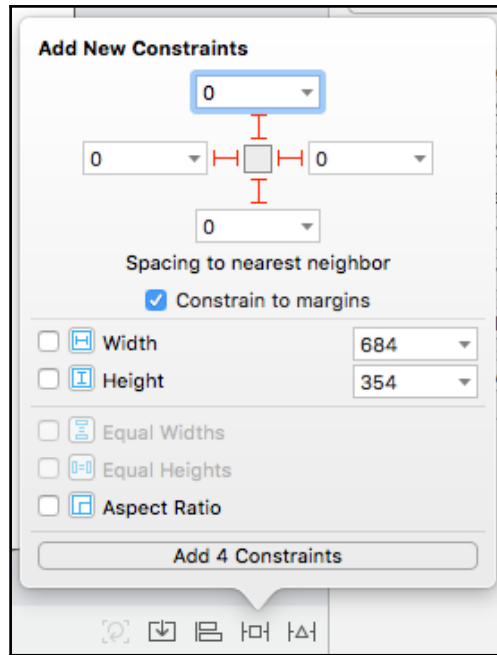 Add New Constraints
0
0 0
0
Spacing to nearest neighbor
Constrain to margins
Width 684
Height 354
Equal Widths
Equal Heights
Aspect Ratio
Add 4 Constraints